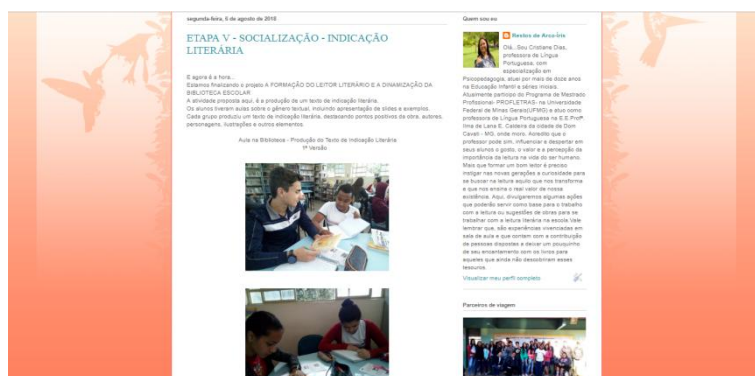 segunda-feira, 6 de agosto de 2018
ETAPA V - SOCIALIZAÇÃO - INDICAÇÃO
LITERÁRIA
E agora é a hora...
Estamos finalizando o projeto A FORMAÇÃO DO LEITOR LITERÁRIO E A DINAMIZAÇÃO DA
BIBLIOTECA ESCOLAR
A atividade proposta aqui, é a produção de um texto de indicação literária.
Os alunos tiveram aulas sobre o gênero textual, incluindo apresentação de slides e exemplos.
Cada grupo produziu um texto de indicação literária, destacando pontos positivos da obra, autores,
personagens, ilustrações e outros elementos.
Aula na Biblioteca - Produção do Texto de Indicação Literária
1ª Versão
Quem sou eu
Restos de Arco-Íris
Olá...Sou Cristiane Dias,
professora de Língua
Portuguesa, com
especialização em
Psicopedagogia, atuei por mais de doze anos
na Educação Infantil e séries iniciais.
Atualmente participo do Programa de Mestrado
Profissional- PROFLETRAS- na Universidade
Federal de Minas Gerais(UFMG) e atuo como
professora de Língua Portuguesa na E.E.Profª
Ilma de Lana E. Caldeira da cidade de Dom
Cavati - MG, onde moro. Acredito que o
professor pode sim, influenciar e despertar em
seus alunos o gosto, o valor e a percepção da
importância da leitura na vida do ser humano.
Mais que formar um bom leitor é preciso
instigar nas novas gerações a curiosidade para
se buscar na leitura aquilo que nos transforma
e que nos ensina o real valor da nossa
existência. Aqui, divulgaremos algumas ações
que poderão servir como base para o trabalho
com a leitura ou sugestões de obras para se
trabalhar com a leitura literária na escola.Vale
lembrar que, são experiências vivenciadas em
sala de aula e que contem com a contribuição
de pessoas dispostas a deixar um pouquinho
de seu encantamento com os livros para
aqueles que ainda não descobriram esses
tesouros.
Visualizar meu perfil completo
Parceiros de viagem